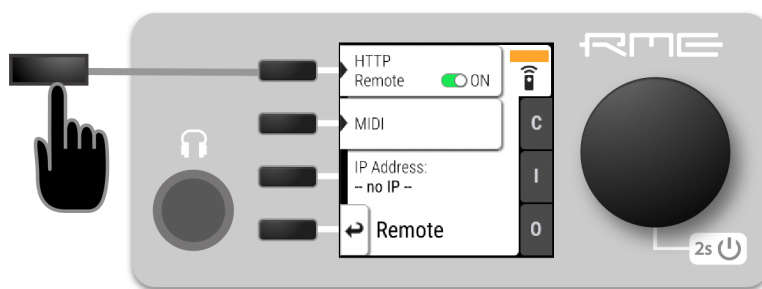 RME
HTTP
Remote ON
C
MIDI
IP Address:
-- no IP --
I
Remote
O
2s